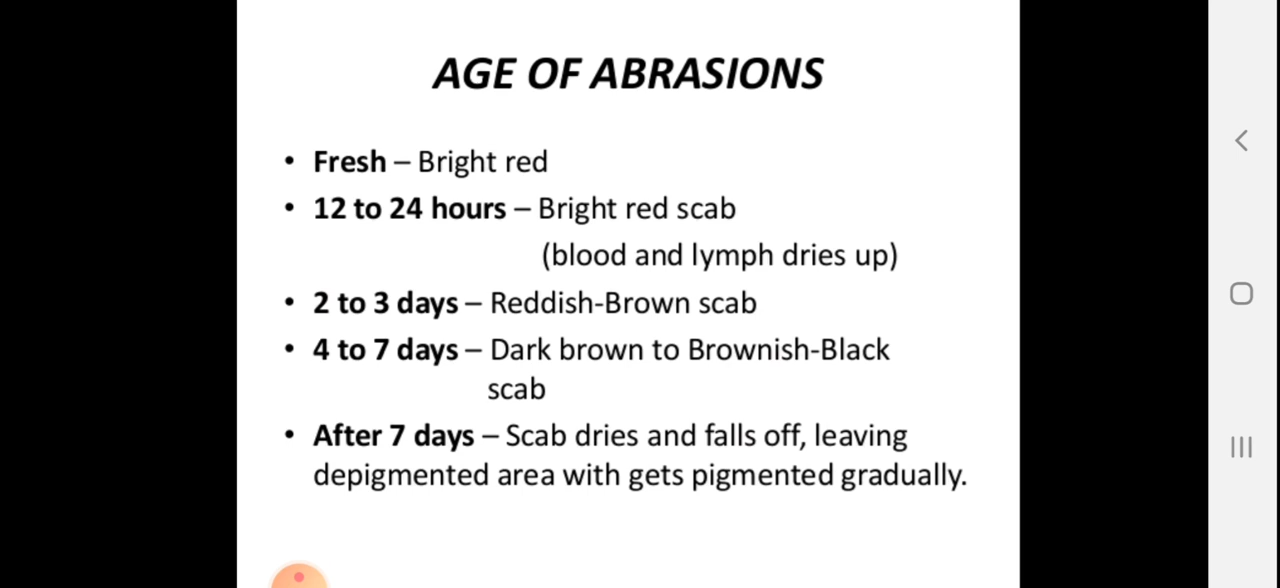 AGE OF ABRASIONS
• Fresh – Bright red
• 12 to 24 hours – Bright red scab
(blood and lymph dries up)
• 2 to 3 days – Reddish-Brown scab
• 4 to 7 days – Dark brown to Brownish-Black
scab
• After 7 days – Scab dries and falls off, leaving
depigmented area with gets pigmented gradually.